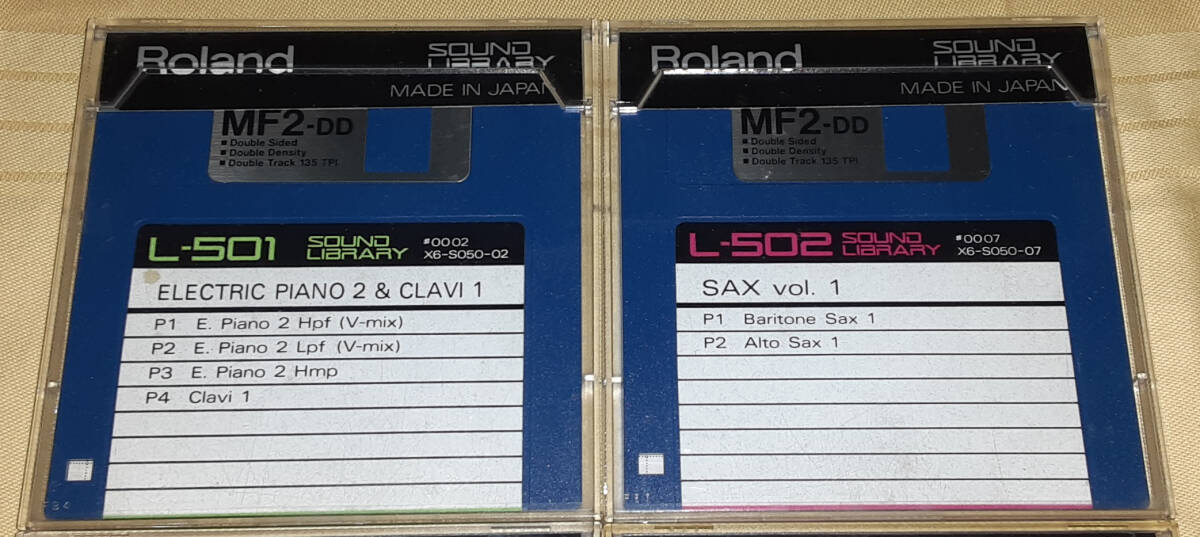 Roland SOUND LIBRARY
MADE IN JAPAN
MF2-DD
■ Double Sided
■ Double Density
■ Double Track 135 TPI
L-501 SOUND LIBRARY #0002 X6-S050-02
ELECTRIC PIANO 2 & CLAVI 1
P1 E. Piano 2 Hpf (V-mix)
P2 E. Piano 2 Lpf (V-mix)
P3 E. Piano 2 Hmp
P4 Clavi 1
Roland SOUND LIBRARY
MADE IN JAPAN
MF2-DD
■ Double Sided
■ Double Density
■ Double Track 135 TPI
L-502 SOUND LIBRARY #0007 X6-S050-07
SAX vol. 1
P1 Baritone Sax 1
P2 Alto Sax 1